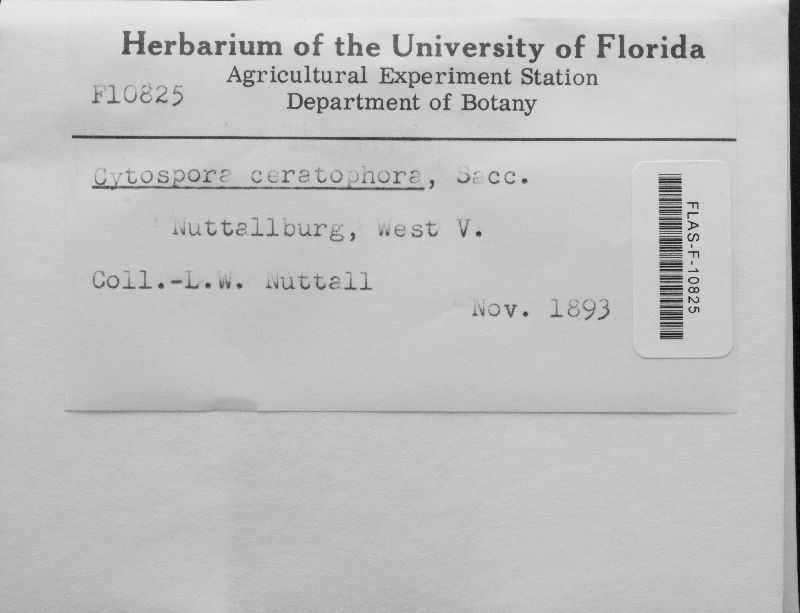 Herbarium of the University of Florida
Agricultural Experiment Station
Department of Botany
F10825
Cytospora ceratophora, Sacc.
Nuttallburg, West V.
Coll.-L.W. Nuttall
Nov. 1893
FLAS-F-10825